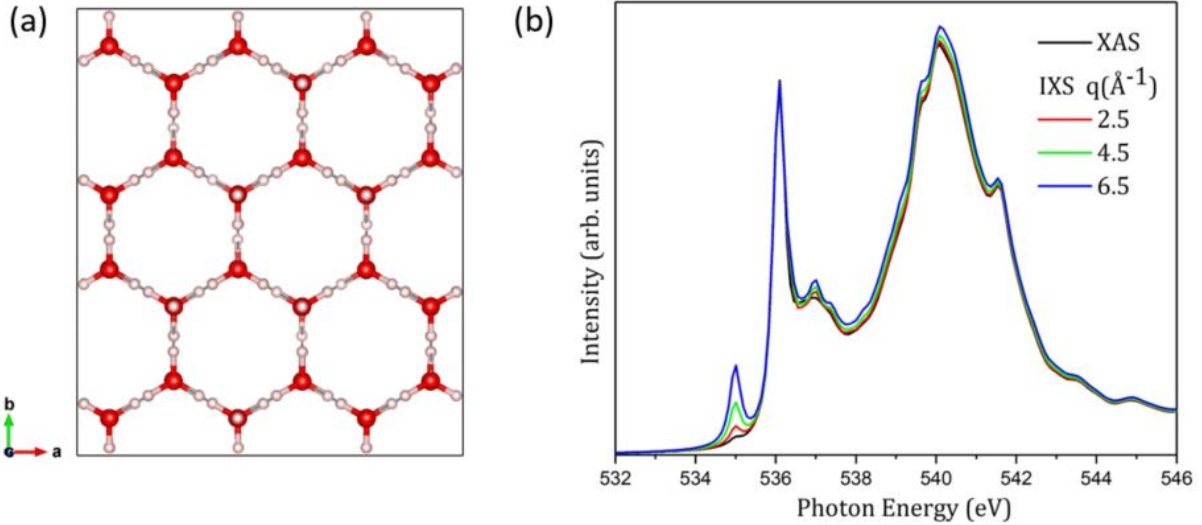 (a)
b
c
a
(b)
Intensity (arb. units)
XAS
IXS q(Å⁻¹)
2.5
4.5
6.5
532 534 536 538 540 542 544 546
Photon Energy (eV)